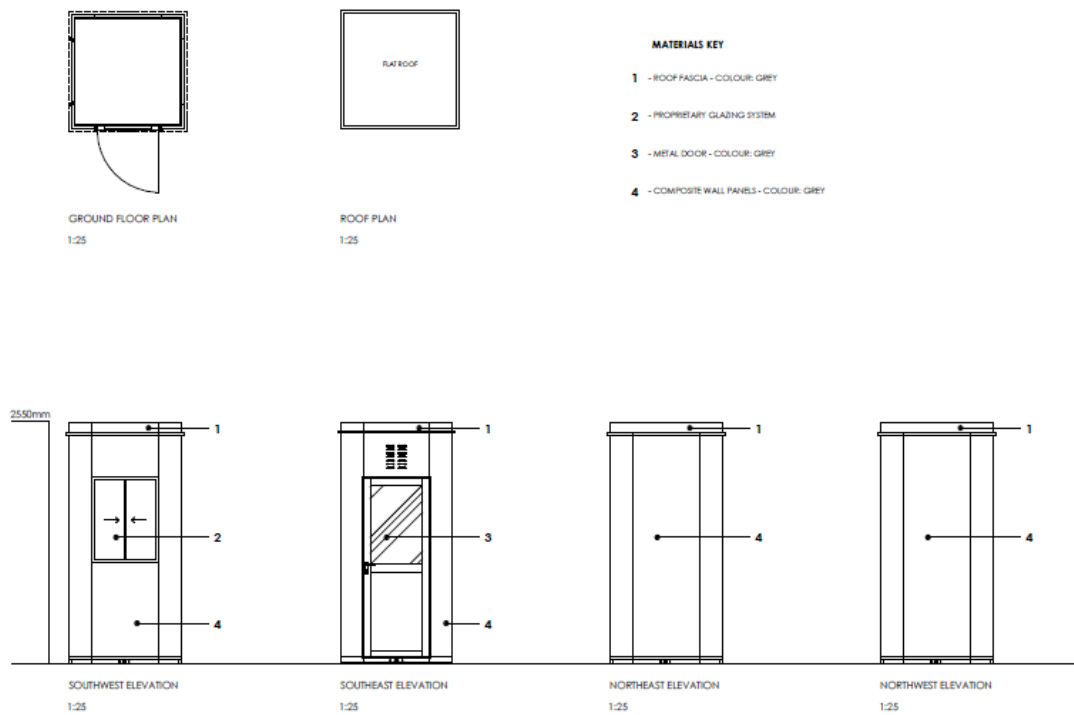 FLAT ROOF
MATERIALS KEY
1 - ROOF FASCIA - COLOUR: GREY
2 - PROPRIETARY GLAZING SYSTEM
3 - METAL DOOR - COLOUR: GREY
4 - COMPOSITE WALL PANELS - COLOUR: GREY
GROUND FLOOR PLAN
1:25
ROOF PLAN
1:25
2550mm
1
2
4
SOUTHWEST ELEVATION
1:25
1
3
4
SOUTHEAST ELEVATION
1:25
1
4
NORTHEAST ELEVATION
1:25
1
4
NORTHWEST ELEVATION
1:25